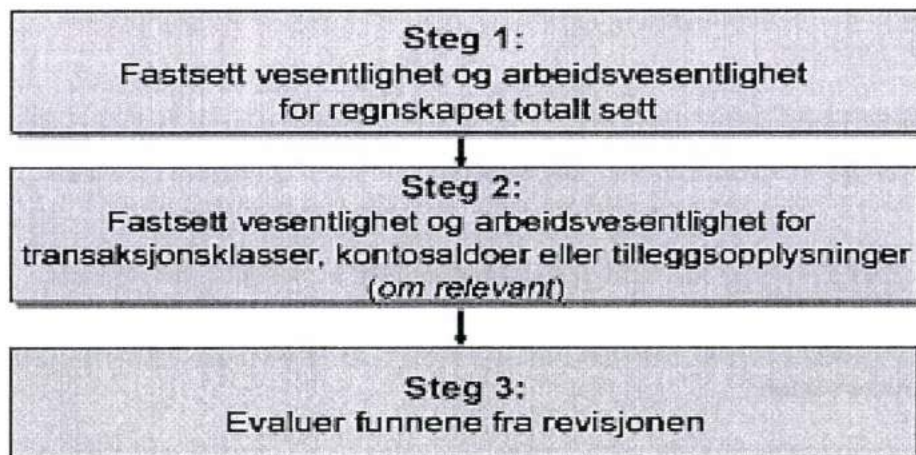 Steg 1:
Fastsett vesentlighet og arbeidsvesentlighet
for regnskapet totalt sett
Steg 2:
Fastsett vesentlighet og arbeidsvesentlighet for
transaksjonsklasser, kontosaldoer eller tilleggsopplysninger
(om relevant)
Steg 3:
Evaluer funnene fra revisjonen